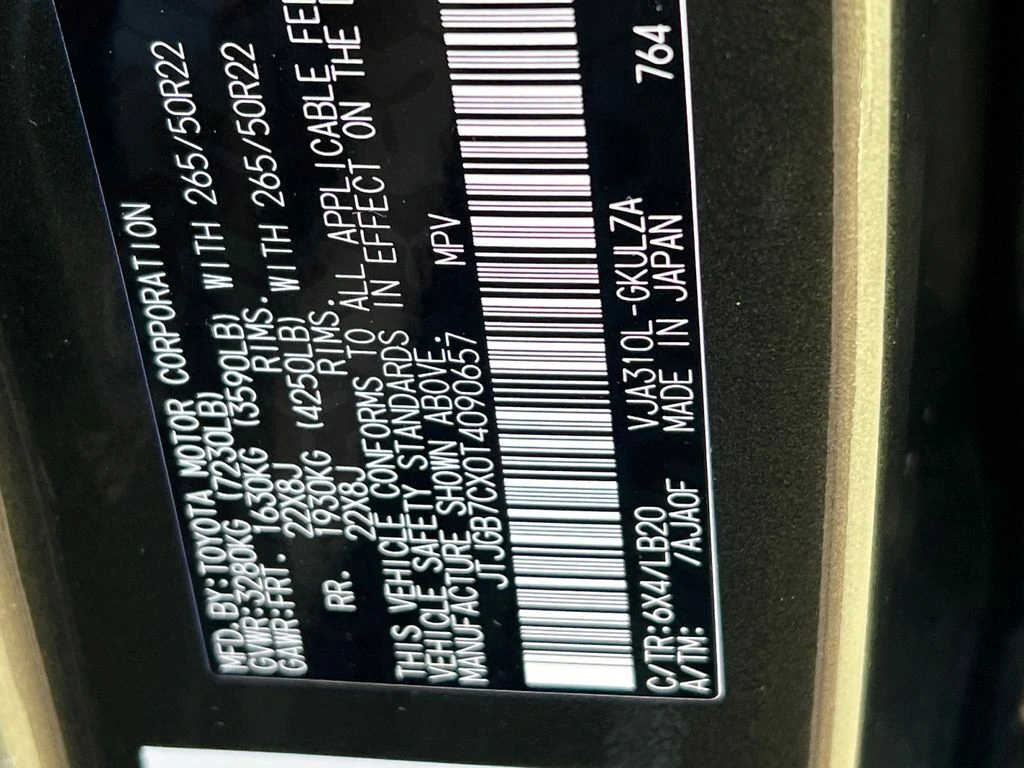 MFD.BY:TOYOTA MOTOR CORPORATION
GVWR:3280KG (7230LB)
GAWR:FRT. 1630KG (3590LB) WITH 265/50R22
22X8J RIMS.
RR. 1930KG (4250LB) WITH 265/50R22
22X8J RIMS.
THIS VEHICLE CONFORMS TO ALL APPLICABLE
VEHICLE SAFETY STANDARDS IN EFFECT ON THE
MANUFACTURE SHOWN ABOVE.
JTJGB7CX0T4090657 MPV
C/TR:6X4/LB20 VJA310L-GKULZA 764
A/TM: /AJA0F MADE IN JAPAN